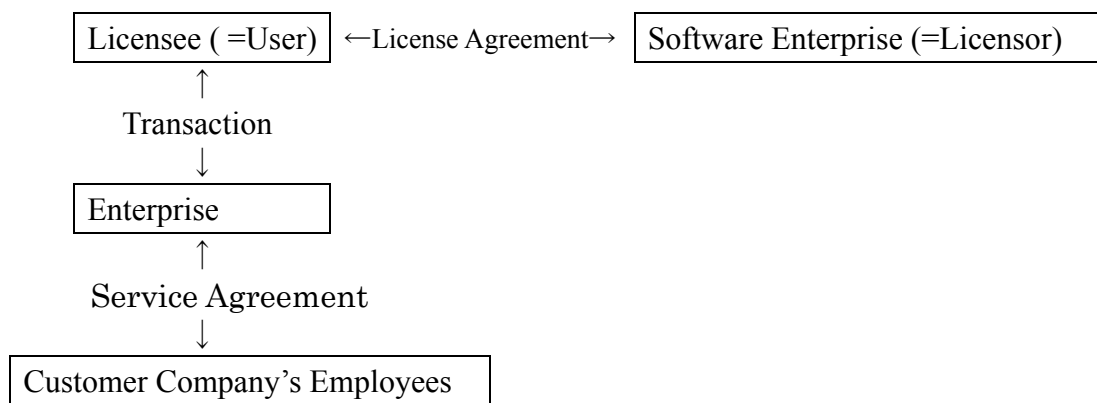 Licensee ( =User) ←License Agreement→ Software Enterprise (=Licensor)
↑
Transaction
↓
Enterprise
↑
Service Agreement
↓
Customer Company’s Employees